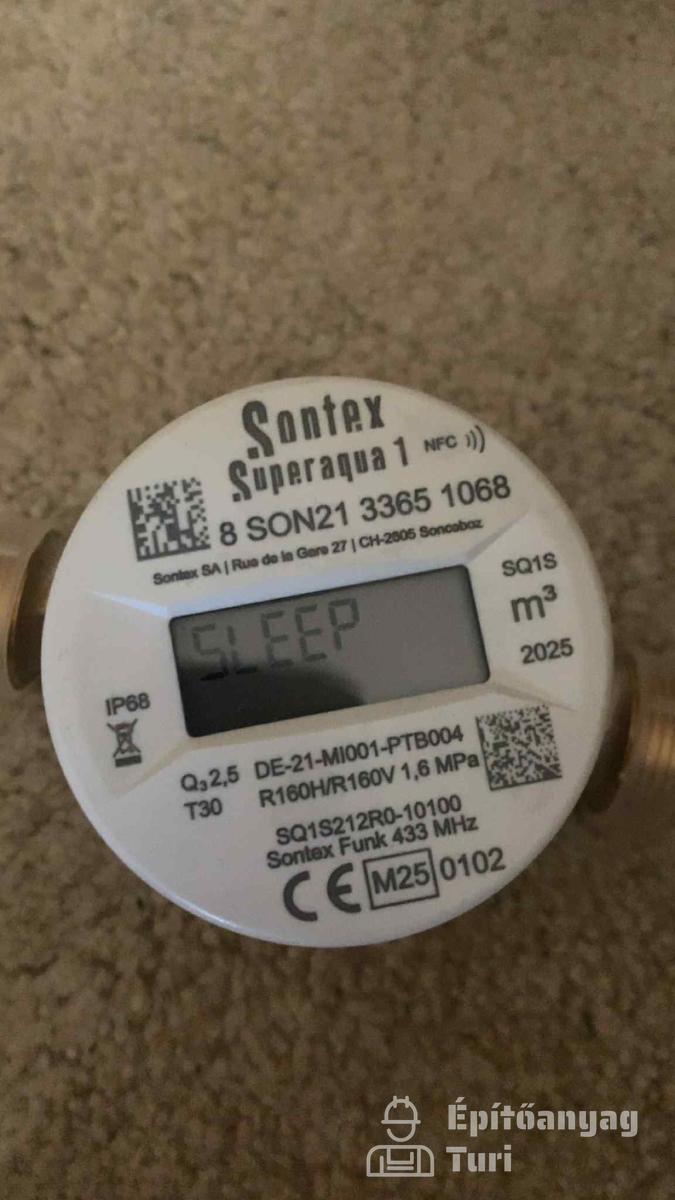 Sontex
Superaqua 1 NFC
8 SON21 3365 1068
Sontex SA | Rue de la Gare 27 | CH-2605 Sonceboz
SQ1S
m³
2025
SLEEP
IP68
Q₃ 2,5 DE-21-MI001-PTB004
T30 R160H/R160V 1,6 MPa
SQ1S212R0-10100
Sontex Funk 433 MHz
CE M25 0102
Építőanyag
Turi